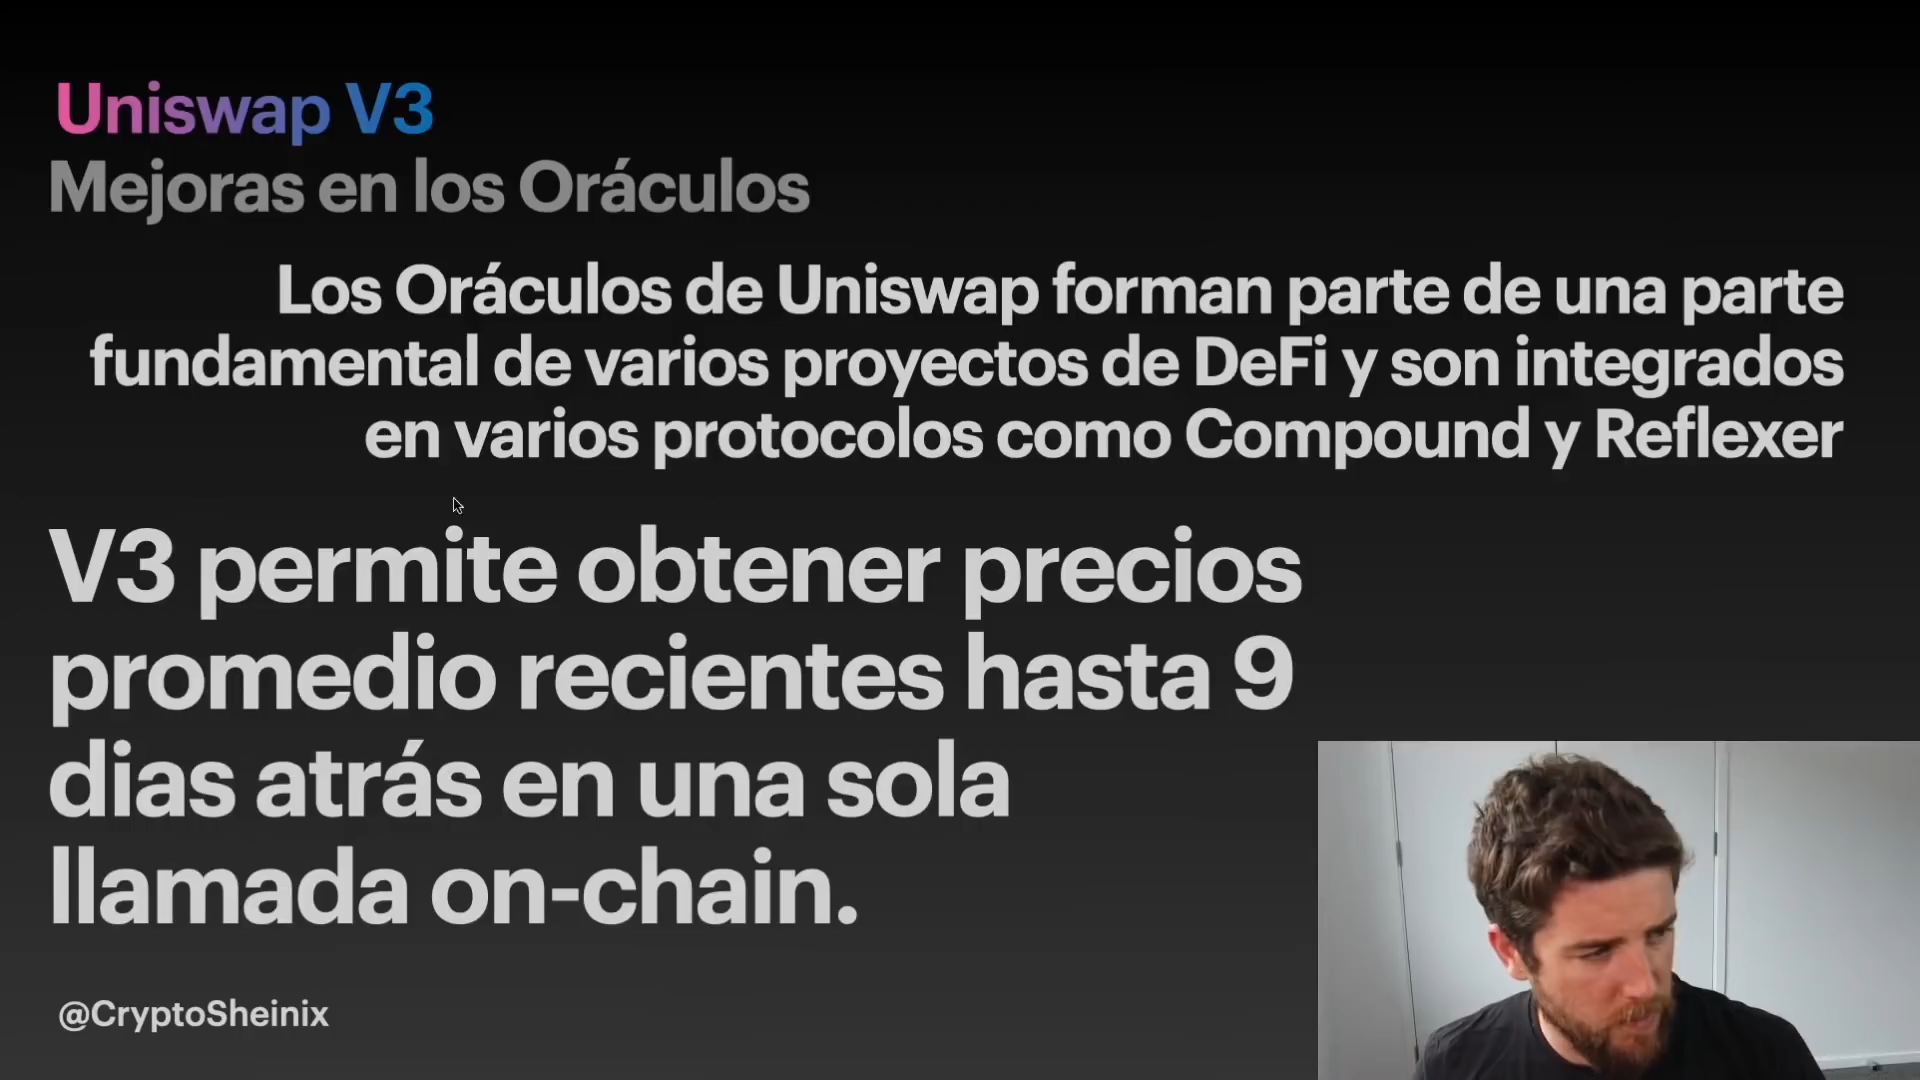 Uniswap V3
Mejoras en los Oráculos
Los Oráculos de Uniswap forman parte de una parte
fundamental de varios proyectos de DeFi y son integrados
en varios protocolos como Compound y Reflexer
V3 permite obtener precios
promedio recientes hasta 9
dias atrás en una sola
llamada on-chain.
@CryptoSheinix